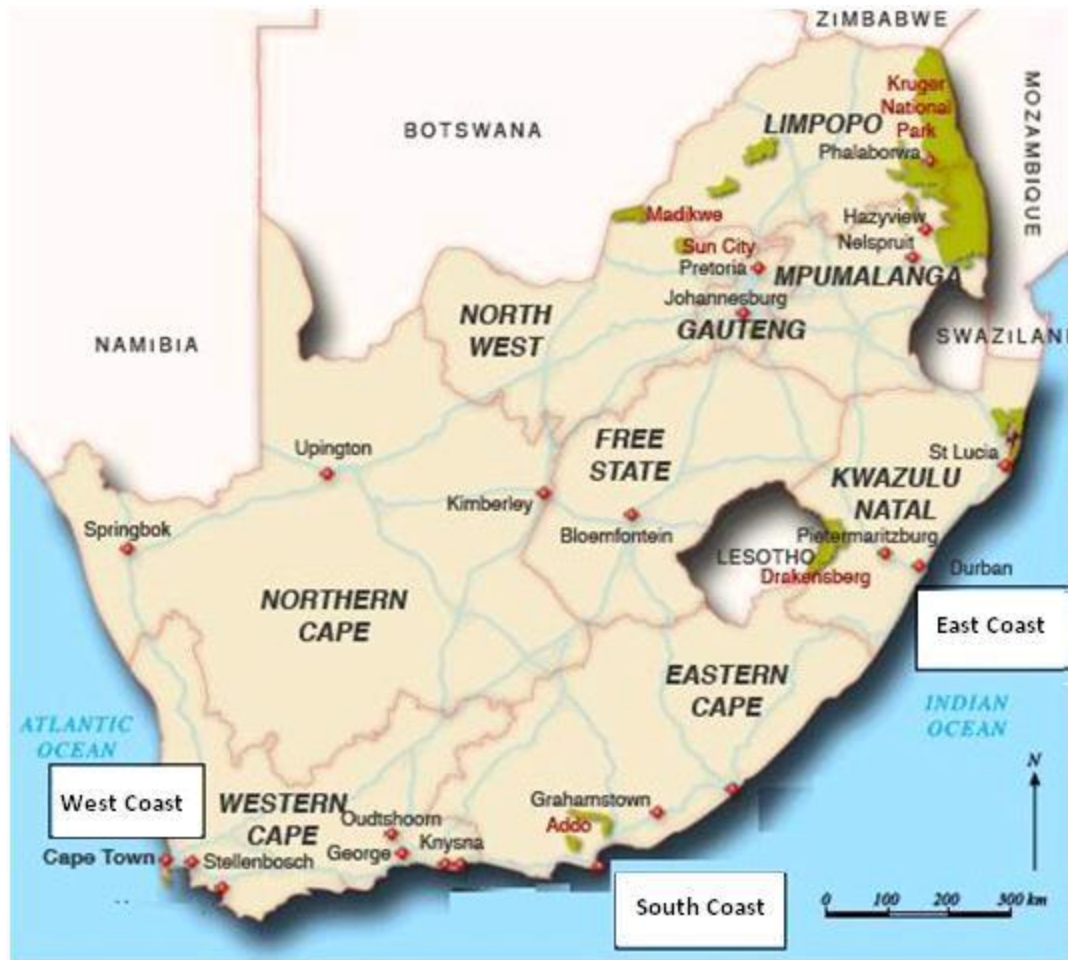 ZIMBABWE
Kruger
National
Park
MOZAMBIQUE
BOTSWANA
LIMPOPO
Phalaborwa
Madikwe
Hazyview
Sun City
Nelspruit
Pretoria
MPUMALANGA
Johannesburg
NORTH
WEST
GAUTENG
NAMIBIA
SWAZILAND
Upington
FREE
STATE
St Lucia
KWAZULU
NATAL
Kimberley
Springbok
Bloemfontein
Pietermaritzburg
LESOTHO
Durban
Drakensberg
NORTHERN
CAPE
East Coast
EASTERN
CAPE
INDIAN
OCEAN
ATLANTIC
OCEAN
N
West Coast
WESTERN
CAPE
Grahamstown
Oudtshoorn
Addo
Knysna
George
Cape Town
Stellenbosch
South Coast
0 100 200 300 km